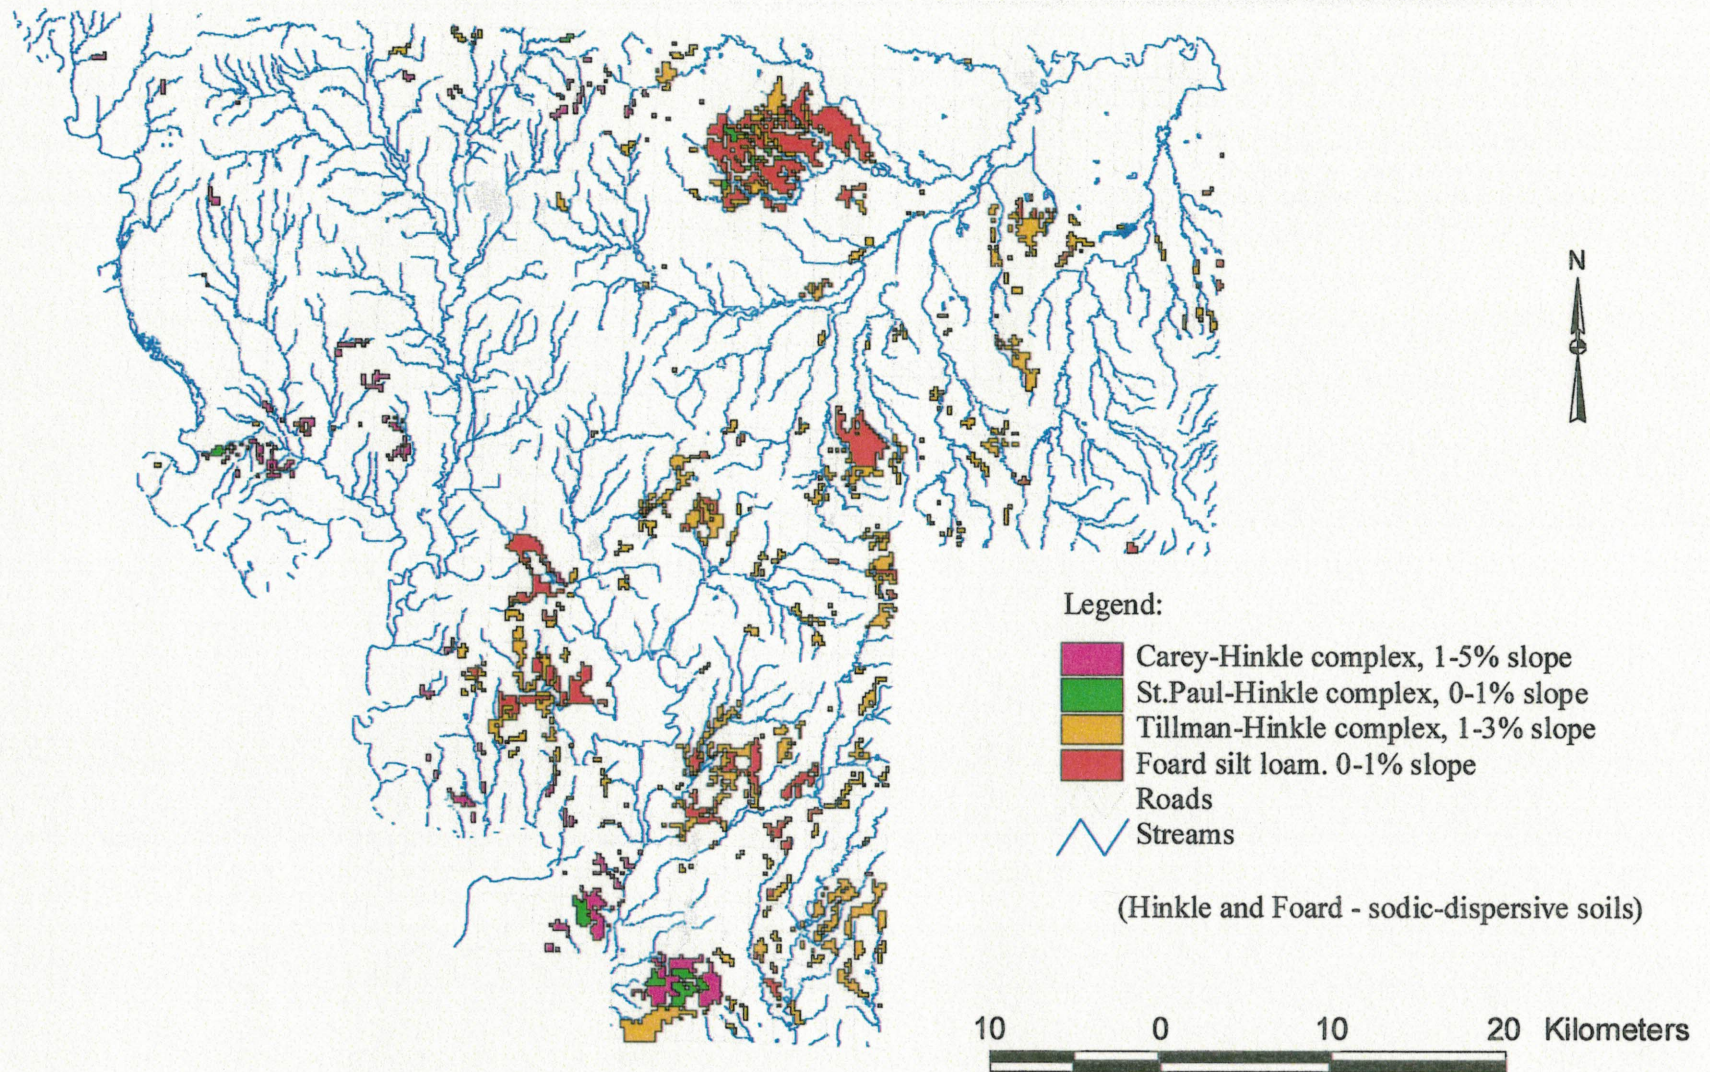 N
Legend:
Carey-Hinkle complex, 1-5% slope
St.Paul-Hinkle complex, 0-1% slope
Tillman-Hinkle complex, 1-3% slope
Foard silt loam. 0-1% slope
Roads
Streams
(Hinkle and Foard - sodic-dispersive soils)
10 0 10 20 Kilometers